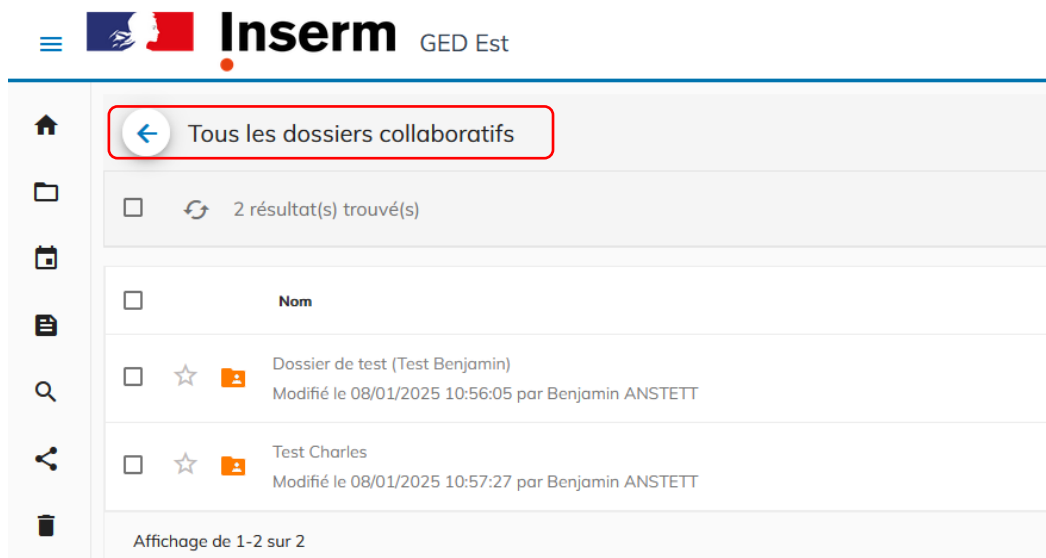 Inserm GED Est
Tous les dossiers collaboratifs
2 résultat(s) trouvé(s)
Nom
Dossier de test (Test Benjamin)
Modifié le 08/01/2025 10:56:05 par Benjamin ANSTETT
Test Charles
Modifié le 08/01/2025 10:57:27 par Benjamin ANSTETT
Affichage de 1-2 sur 2